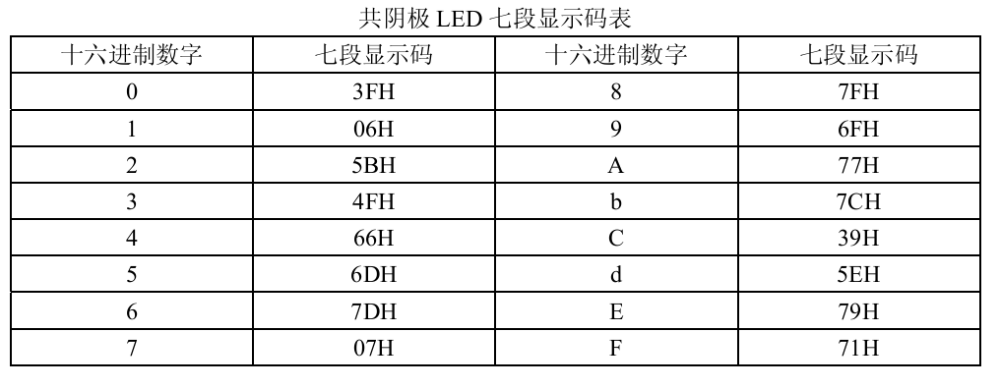 共阴极 LED 七段显示码表
十六进制数字 七段显示码 十六进制数字 七段显示码
0 3FH 8 7FH
1 06H 9 6FH
2 5BH A 77H
3 4FH b 7CH
4 66H C 39H
5 6DH d 5EH
6 7DH E 79H
7 07H F 71H